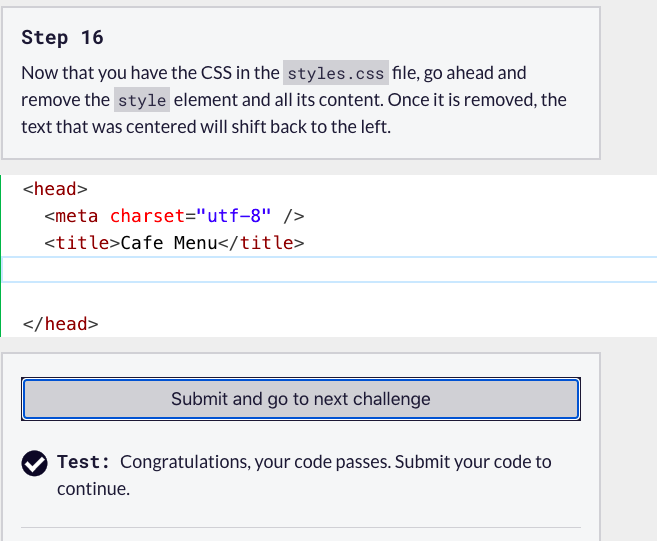 Step 16
Now that you have the CSS in the styles.css file, go ahead and
remove the style element and all its content. Once it is removed, the
text that was centered will shift back to the left.
<head>
<meta charset="utf-8" />
<title>Cafe Menu</title>
</head>
Submit and go to next challenge
Test: Congratulations, your code passes. Submit your code to
continue.